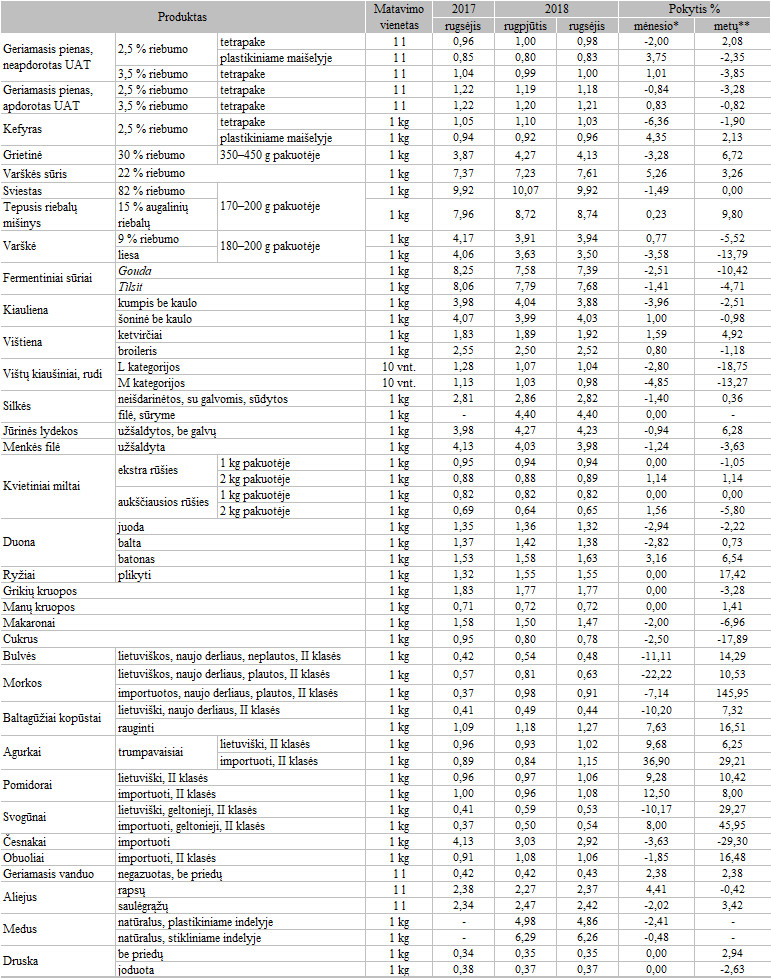 Produktas Matavimo vienetas 2017 2018 Pokytis %
rugsėjis rugpjūtis rugsėjis mėnesio* metų**
Geriamasis pienas, neapdorotas UAT 2,5 % riebumo tetrapake 1 l 0,96 1,00 0,98 -2,00 2,08
plastikiniame maišelyje 1 l 0,85 0,80 0,83 3,75 -2,35
3,5 % riebumo tetrapake 1 l 1,04 0,99 1,00 1,01 -3,85
Geriamasis pienas, apdorotas UAT 2,5 % riebumo tetrapake 1 l 1,22 1,19 1,18 -0,84 -3,28
3,5 % riebumo tetrapake 1 l 1,22 1,20 1,21 0,83 -0,82
Kefyras 2,5 % riebumo tetrapake 1 kg 1,05 1,10 1,03 -6,36 -1,90
plastikiniame maišelyje 1 kg 0,94 0,92 0,96 4,35 2,13
Grietinė 30 % riebumo 350–450 g pakuotėje 1 kg 3,87 4,27 4,13 -3,28 6,72
Varškės sūris 22 % riebumo 1 kg 7,37 7,23 7,61 5,26 3,26
Sviestas 82 % riebumo 170–200 g pakuotėje 1 kg 9,92 10,07 9,92 -1,49 0,00
Tepusis riebalų mišinys 15 % augalinių riebalų 1 kg 7,96 8,72 8,74 0,23 9,80
Varškė 9 % riebumo 180–200 g pakuotėje 1 kg 4,17 3,91 3,94 0,77 -5,52
liesa 1 kg 4,06 3,63 3,50 -3,58 -13,79
Fermentiniai sūriai Gouda 1 kg 8,25 7,58 7,39 -2,51 -10,42
Tilsit 1 kg 8,06 7,79 7,68 -1,41 -4,71
Kiauliena kumpis be kaulo 1 kg 3,98 4,04 3,88 -3,96 -2,51
šoninė be kaulo 1 kg 4,07 3,99 4,03 1,00 -0,98
Vištiena ketvirčiai 1 kg 1,83 1,89 1,92 1,59 4,92
broileris 1 kg 2,55 2,50 2,52 0,80 -1,18
Vištų kiaušiniai, rudi L kategorijos 10 vnt. 1,28 1,07 1,04 -2,80 -18,75
M kategorijos 10 vnt. 1,13 1,03 0,98 -4,85 -13,27
Silkės neišdarinėtos, su galvomis, sūdytos 1 kg 2,81 2,86 2,82 -1,40 0,36
filė, sūryme 1 kg - 4,40 4,40 0,00 -
Jūrinės lydekos užšaldytos, be galvų 1 kg 3,98 4,27 4,23 -0,94 6,28
Menkės filė užšaldyta 1 kg 4,13 4,03 3,98 -1,24 -3,63
Kvietiniai miltai ekstra rūšies 1 kg pakuotėje 1 kg 0,95 0,94 0,94 0,00 -1,05
2 kg pakuotėje 1 kg 0,88 0,88 0,89 1,14 1,14
aukščiausios rūšies 1 kg pakuotėje 1 kg 0,82 0,82 0,82 0,00 0,00
2 kg pakuotėje 1 kg 0,69 0,64 0,65 1,56 -5,80
Duona juoda 1 kg 1,35 1,36 1,32 -2,94 -2,22
balta 1 kg 1,37 1,42 1,38 -2,82 0,73
batonas 1 kg 1,53 1,58 1,63 3,16 6,54
Ryžiai plikyti 1 kg 1,32 1,55 1,55 0,00 17,42
Grikių kruopos 1 kg 1,83 1,77 1,77 0,00 -3,28
Manų kruopos 1 kg 0,71 0,72 0,72 0,00 1,41
Makaronai 1 kg 1,58 1,50 1,47 -2,00 -6,96
Cukrus 1 kg 0,95 0,80 0,78 -2,50 -17,89
Bulvės lietuviškos, naujo derliaus, neplautos, II klasės 1 kg 0,42 0,54 0,48 -11,11 14,29
Morkos lietuviškos, naujo derliaus, plautos, II klasės 1 kg 0,57 0,81 0,63 -22,22 10,53
importuotos, naujo derliaus, plautos, II klasės 1 kg 0,37 0,98 0,91 -7,14 145,95
Baltagūžiai kopūstai lietuviški, naujo derliaus, II klasės 1 kg 0,41 0,49 0,44 -10,20 7,32
rauginti 1 kg 1,09 1,18 1,27 7,63 16,51
Agurkai trumpavaisiai lietuviški, II klasės 1 kg 0,96 0,93 1,02 9,68 6,25
importuoti, II klasės 1 kg 0,89 0,84 1,15 36,90 29,21
Pomidorai lietuviški, II klasės 1 kg 0,96 0,97 1,06 9,28 10,42
importuoti, II klasės 1 kg 1,00 0,96 1,08 12,50 8,00
Svogūnai lietuviški, geltonieji, II klasės 1 kg 0,41 0,59 0,53 -10,17 29,27
importuoti, geltonieji, II klasės 1 kg 0,37 0,50 0,54 8,00 45,95
Česnakai importuoti 1 kg 4,13 3,03 2,92 -3,63 -29,30
Obuoliai importuoti, II klasės 1 kg 0,91 1,08 1,06 -1,85 16,48
Geriamasis vanduo negazuotas, be priedų 1 l 0,42 0,42 0,43 2,38 2,38
Aliejus rapsų 1 l 2,38 2,27 2,37 4,41 -0,42
saulėgrąžų 1 l 2,34 2,47 2,42 -2,02 3,42
Medus natūralus, plastikiniame indelyje 1 kg - 4,98 4,86 -2,41 -
natūralus, stikliniame indelyje 1 kg - 6,29 6,26 -0,48 -
Druska be priedų 1 kg 0,34 0,35 0,35 0,00 2,94
joduota 1 kg 0,38 0,37 0,37 0,00 -2,63